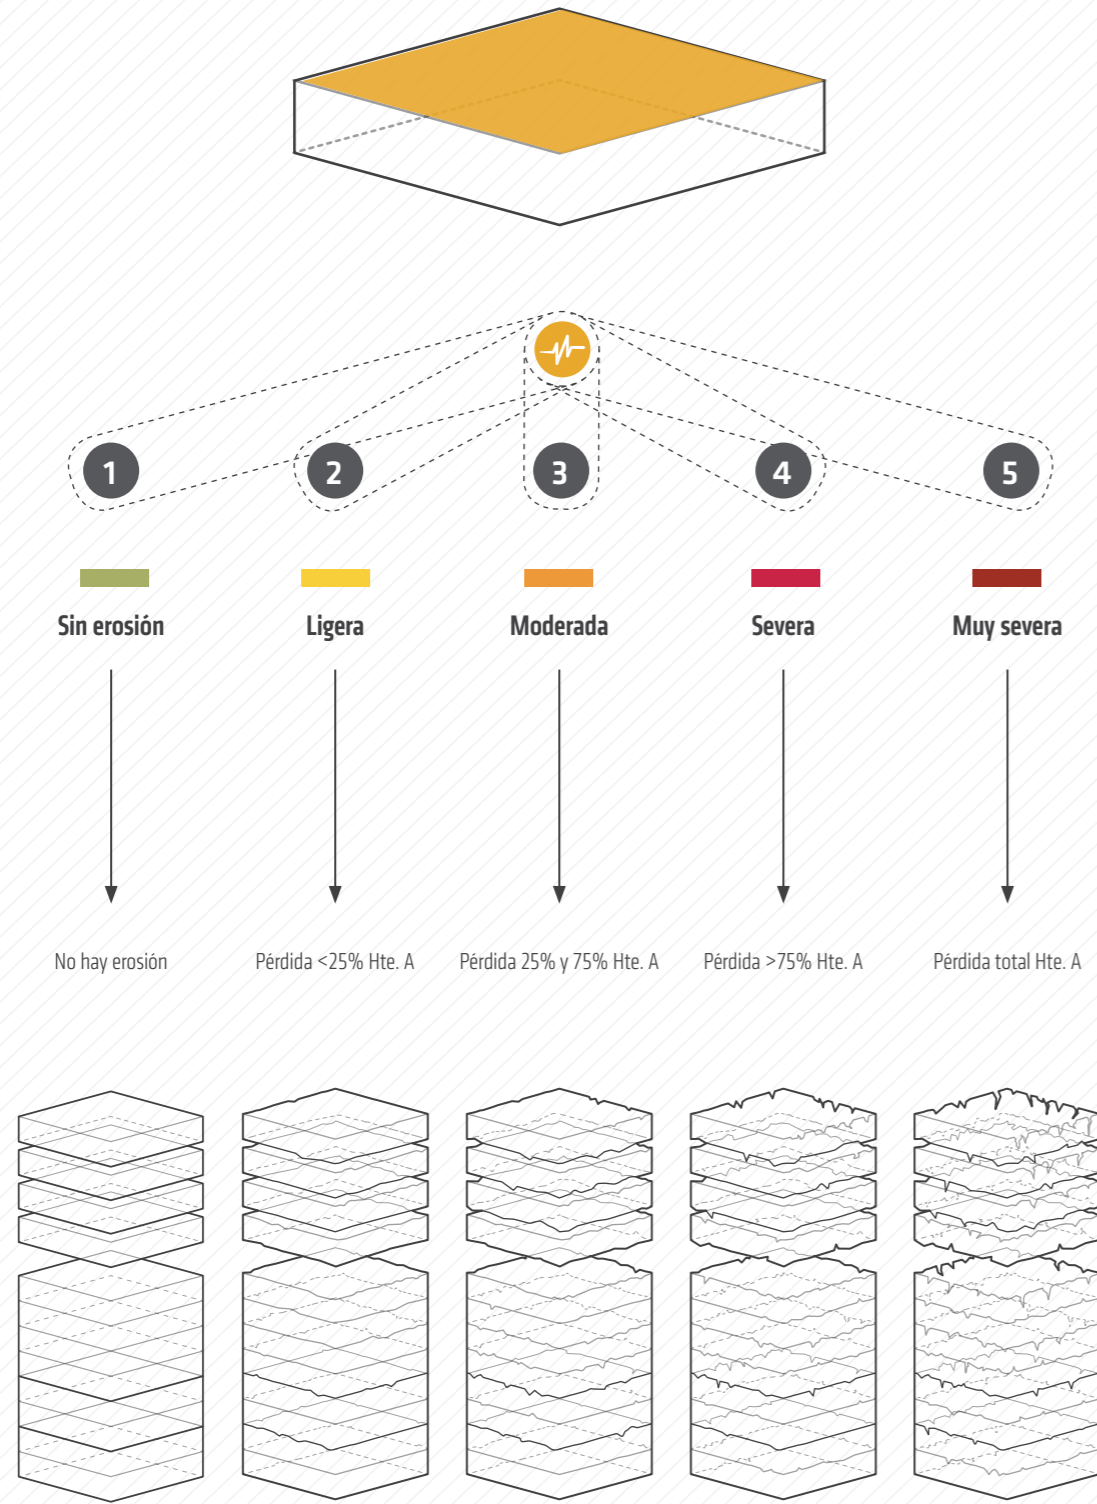 1 2 3 4 5
Sin erosión Ligera Moderada Severa Muy severa
No hay erosión Pérdida <25% Hte. A Pérdida 25% y 75% Hte. A Pérdida >75% Hte. A Pérdida total Hte. A